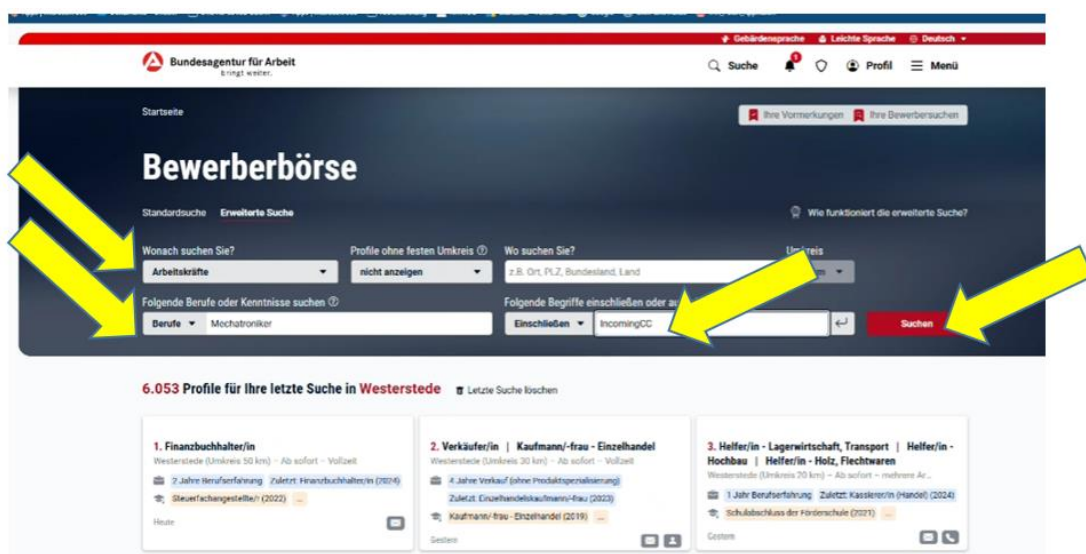 Gebärdensprache Leichte Sprache Deutsch
Bundesagentur für Arbeit
bringt weiter.
Suche 1 Profil Menü
Startseite
Ihre Vormerkungen Ihre Bewerbersuchen
Bewerberbörse
Standardsuche Erweiterte Suche Wie funktioniert die erweiterte Suche?
Wonach suchen Sie? Profile ohne festen Umkreis Wo suchen Sie?
Arbeitskräfte nicht anzeigen z.B. Ort, PLZ, Bundesland, Land
Folgende Berufe oder Kenntnisse suchen Folgende Begriffe einschließen oder
Berufe Mechatroniker Einschließen IncomingCC Suchen
6.053 Profile für Ihre letzte Suche in Westerstede Letzte Suche löschen
1. Finanzbuchhalter/in
Westerstede (Umkreis 50 km) – Ab sofort – Vollzeit
2 Jahre Berufserfahrung Zuletzt: Finanzbuchhalter/in (2024)
Steuerfachangestellte/r (2022) ...
Heute
2. Verkäufer/in | Kaufmann/-frau - Einzelhandel
Westerstede (Umkreis 30 km) – Ab sofort – Vollzeit
4 Jahre Verkauf (ohne Produktspezialisierung)
Zuletzt: Einzelhandelskaufmann/-frau (2023)
Kaufmann/-frau - Einzelhandel (2019) ...
Gestern
3. Helfer/in - Lagerwirtschaft, Transport | Helfer/in -
Hochbau | Helfer/in - Holz, Flechtwaren
Westerstede (Umkreis 20 km) – Ab sofort – mehrere Ar...
1 Jahr Berufserfahrung Zuletzt: Kassierer/in (Handel) (2024)
Schulabschluss der Förderschule (2021) ...
Gestern